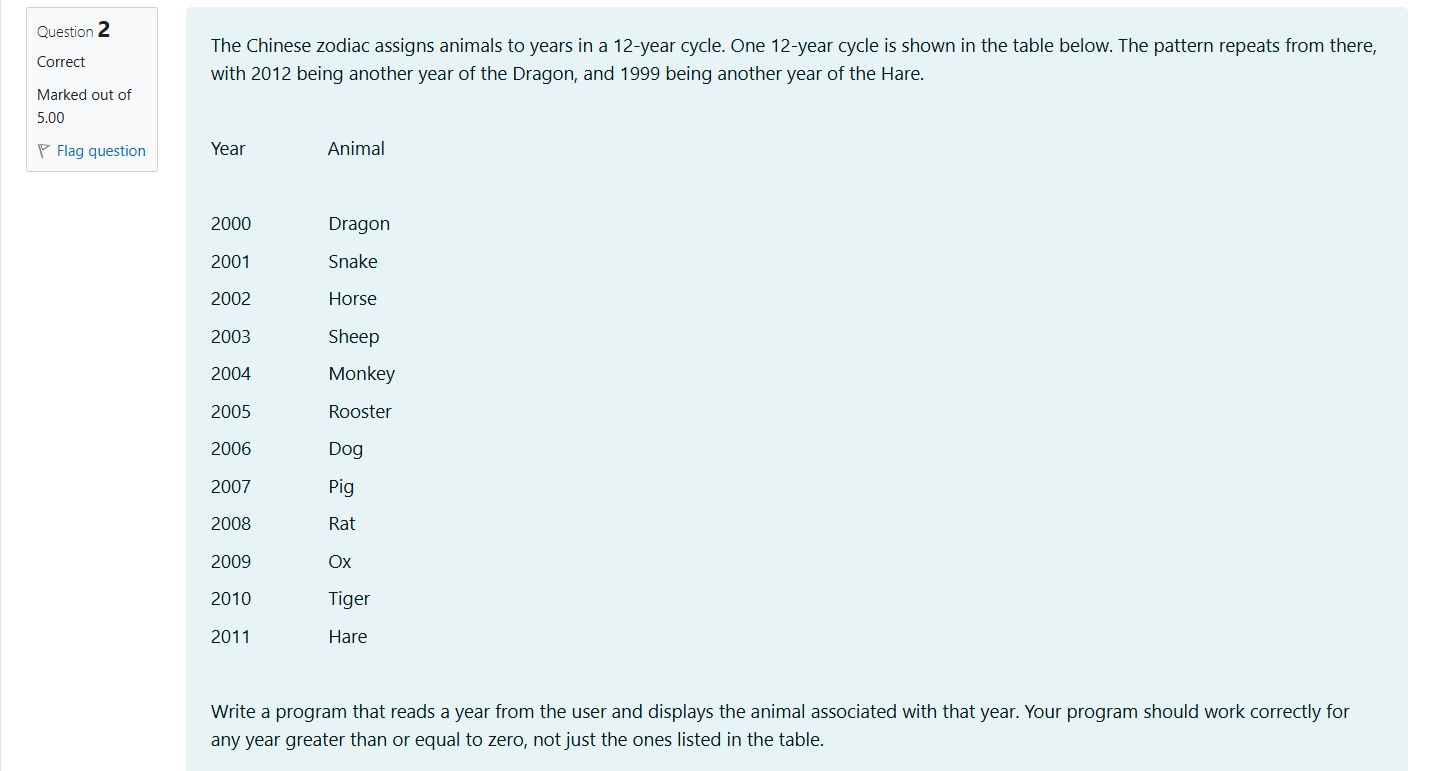 Question 2
Correct
Marked out of
5.00
Flag question
The Chinese zodiac assigns animals to years in a 12-year cycle. One 12-year cycle is shown in the table below. The pattern repeats from there,
with 2012 being another year of the Dragon, and 1999 being another year of the Hare.
Year Animal
2000 Dragon
2001 Snake
2002 Horse
2003 Sheep
2004 Monkey
2005 Rooster
2006 Dog
2007 Pig
2008 Rat
2009 Ox
2010 Tiger
2011 Hare
Write a program that reads a year from the user and displays the animal associated with that year. Your program should work correctly for
any year greater than or equal to zero, not just the ones listed in the table.